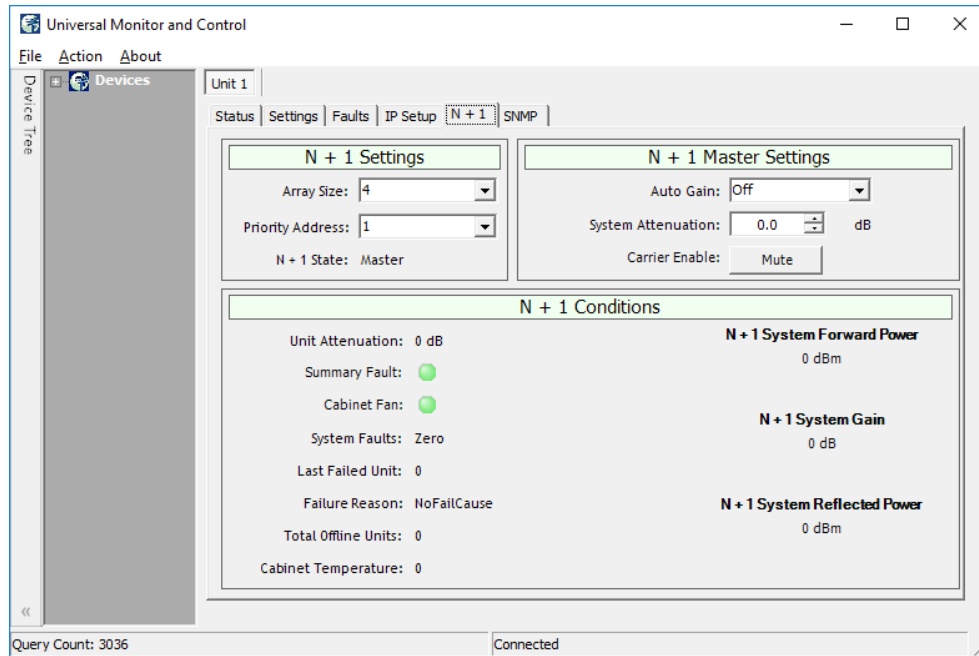 Universal Monitor and Control
File Action About
Device Tree
Devices
Unit 1
Status Settings Faults IP Setup N + 1 SNMP
N + 1 Settings
Array Size: 4
Priority Address: 1
N + 1 State: Master
N + 1 Master Settings
Auto Gain: Off
System Attenuation: 0.0 dB
Carrier Enable: Mute
N + 1 Conditions
Unit Attenuation: 0 dB
Summary Fault:
Cabinet Fan:
System Faults: Zero
Last Failed Unit: 0
Failure Reason: NoFailCause
Total Offline Units: 0
Cabinet Temperature: 0
N + 1 System Forward Power
0 dBm
N + 1 System Gain
0 dB
N + 1 System Reflected Power
0 dBm
Query Count: 3036
Connected